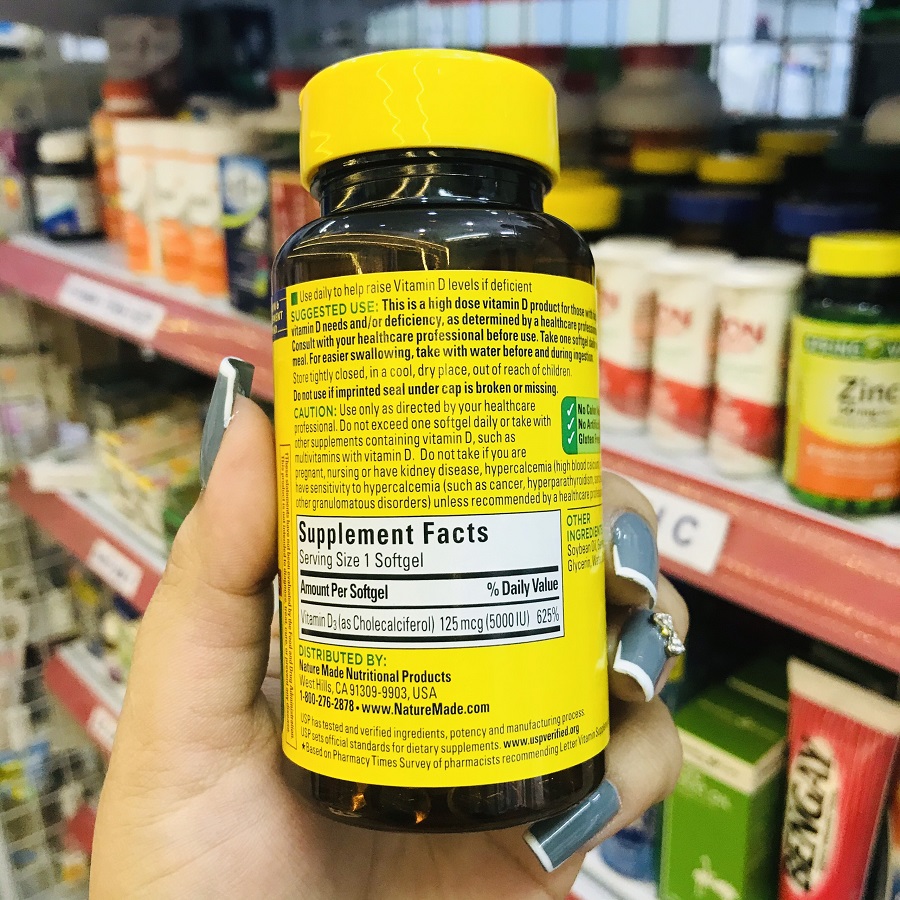 ■ Use daily to help raise Vitamin D levels if deficient
SUGGESTED USE: This is a high dose vitamin D product for those
vitamin D needs and/or deficiency, as determined by a healthcare
Consult with your healthcare professional before use. Take one softgel
meal. For easier swallowing, take with water before and during ingestion.
Store tightly closed, in a cool, dry place, out of reach of children.
Do not use if imprinted seal under cap is broken or missing.
CAUTION: Use only as directed by your healthcare
professional. Do not exceed one softgel daily or take with
other supplements containing vitamin D, such as
multivitamins with vitamin D. Do not take if you are
pregnant, nursing or have kidney disease, hypercalcemia (high blood
have sensitivity to hypercalcemia (such as cancer, hyperparathyroidism,
other granulomatous disorders) unless recommended by a healthcare
✓ No
✓ No
✓ Gluten
Supplement Facts
Serving Size 1 Softgel
Amount Per Softgel % Daily Value
Vitamin D3 (as Cholecalciferol) 125 mcg (5000 IU) 625%
OTHER
Soybean Oil,
Glycerin,
DISTRIBUTED BY:
Nature Made Nutritional Products
West Hills, CA 91309-9903, USA
1-800-276-2878 • www.NatureMade.com
USP has tested and verified ingredients, potency and manufacturing process.
USP sets official standards for dietary supplements. www.uspverified.org
★Based on Pharmacy Times Survey of pharmacists recommending Letter Vitamin
Zinc
C
BENGAY